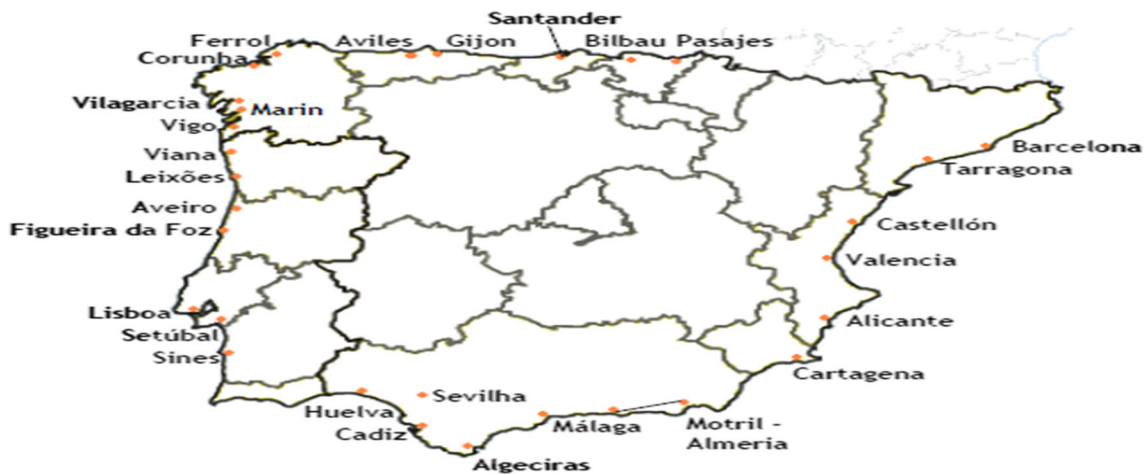 Santander
Ferrol
Aviles
Gijon
Bilbau
Pasajes
Corunha
Vilagarcia
Marin
Vigo
Viana
Leixões
Aveiro
Figueira da Foz
Lisboa
Setúbal
Sines
Barcelona
Tarragona
Castellón
Valencia
Alicante
Cartagena
Huelva
Sevilha
Cadiz
Algeciras
Málaga
Motril -
Almeria